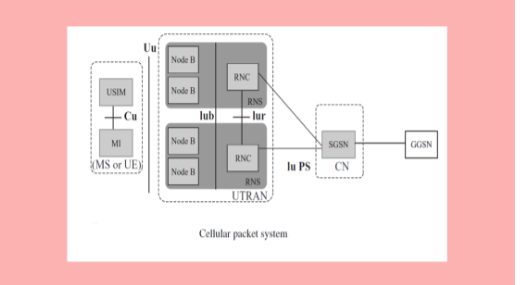 Uu
Node B
RNC
Node B
USIM
RNS
Cu
Iub
Iur
Node B
MI
SGSN
GGSN
RNC
(MS or UE)
Iu PS
CN
Node B
RNS
UTRAN
Cellular packet system